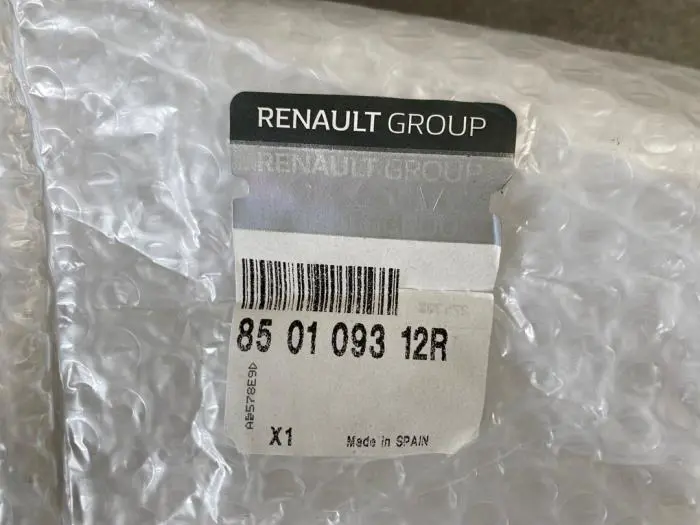 RENAULT GROUP
RENAULT GROUP
85 01 093 12R
AB578E9D
X1
Made in SPAIN